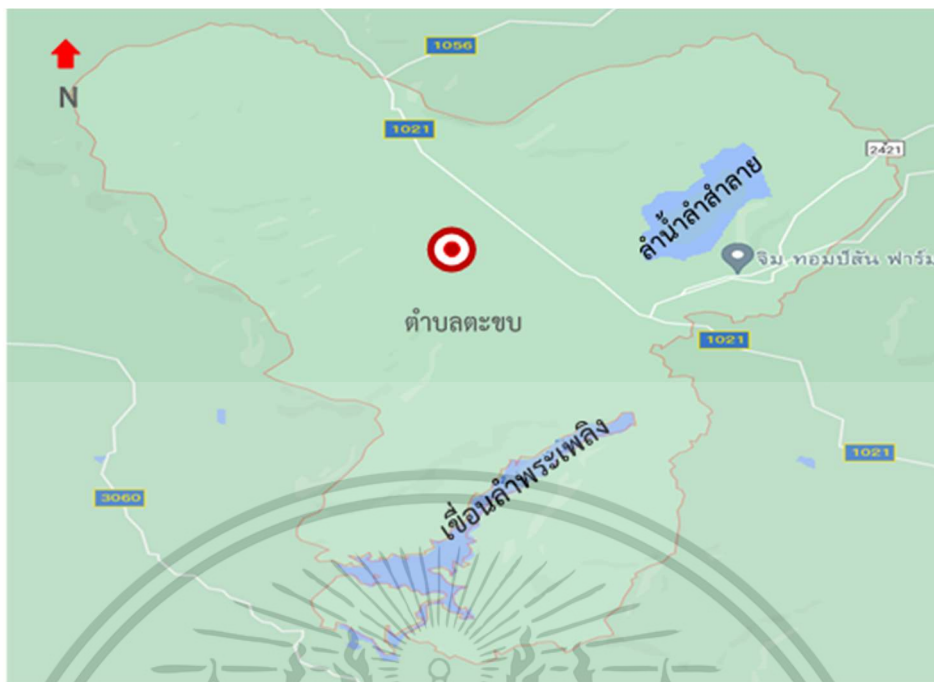 N
1056
1021
2421
ลำน้ำลำสำลาย
จิม ทอมป์สัน ฟาร์ม
ตำบลตะขบ
1021
1021
3060
เขื่อนลำพระเพลิง